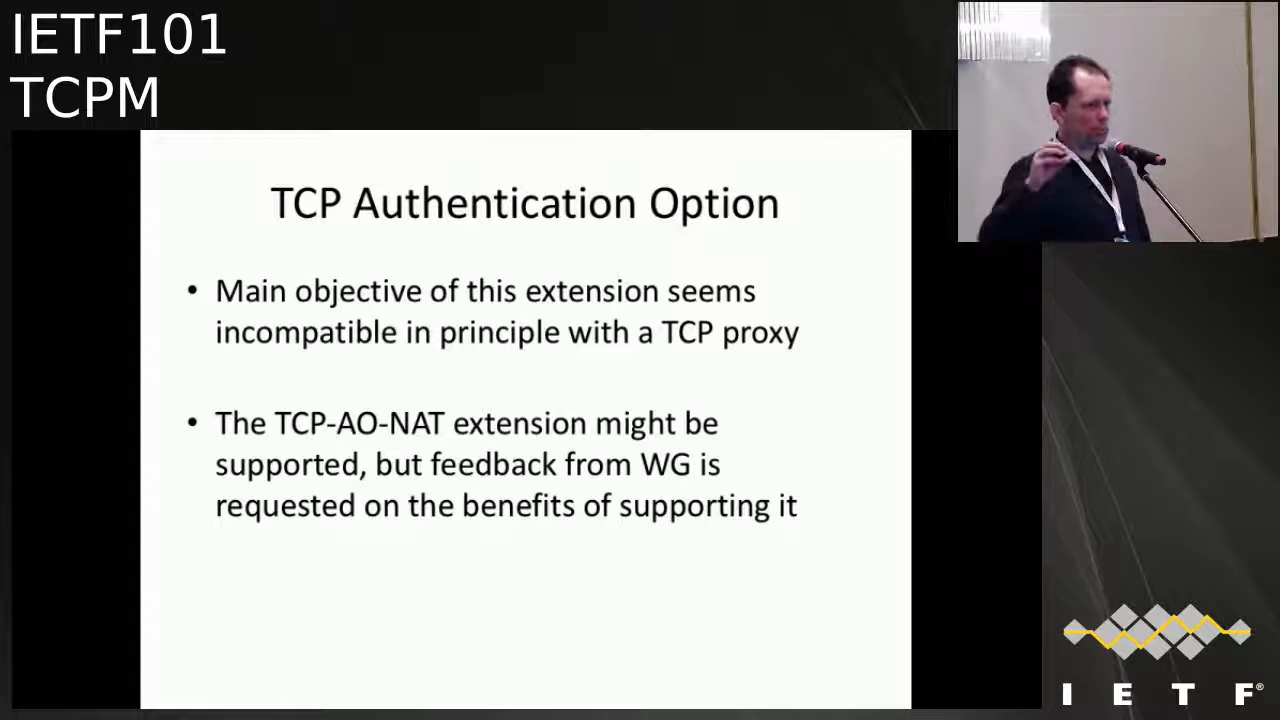 IETF101
TCPM
TCP Authentication Option
• Main objective of this extension seems
incompatible in principle with a TCP proxy
• The TCP-AO-NAT extension might be
supported, but feedback from WG is
requested on the benefits of supporting it
I E T F®